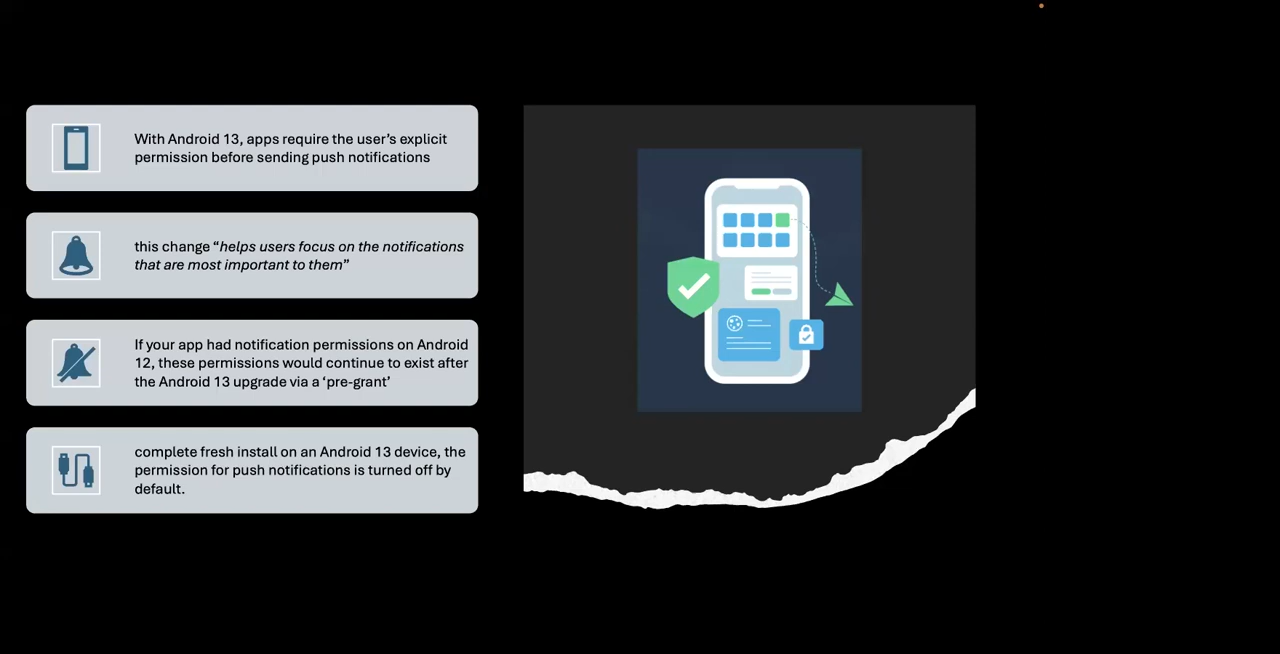 With Android 13, apps require the user’s explicit
permission before sending push notifications
this change “helps users focus on the notifications
that are most important to them”
If your app had notification permissions on Android
12, these permissions would continue to exist after
the Android 13 upgrade via a ‘pre-grant’
complete fresh install on an Android 13 device, the
permission for push notifications is turned off by
default.